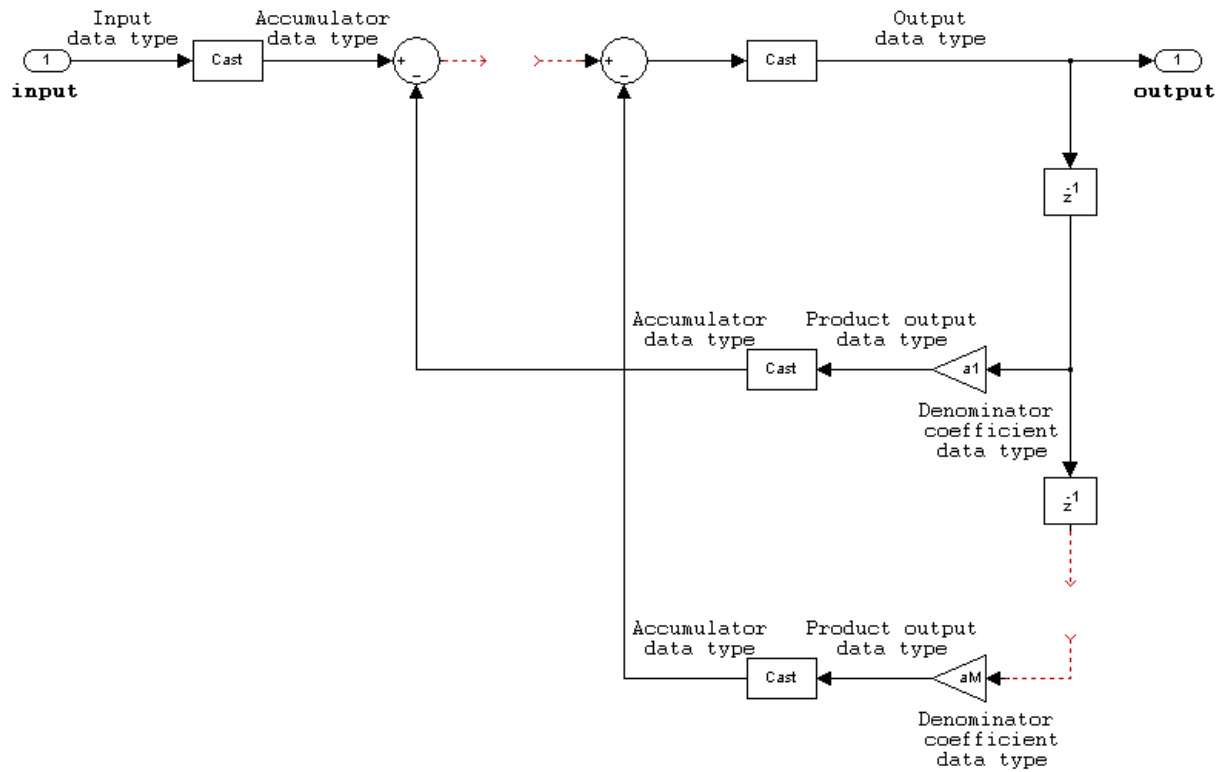 Input
data type
Accumulator
data type
Output
data type
1
Cast
+
-
+
-
Cast
1
input
output
z-1
Accumulator
data type
Product output
data type
Cast
a1
Denominator
coefficient
data type
z-1
Accumulator
data type
Product output
data type
Cast
aM
Denominator
coefficient
data type